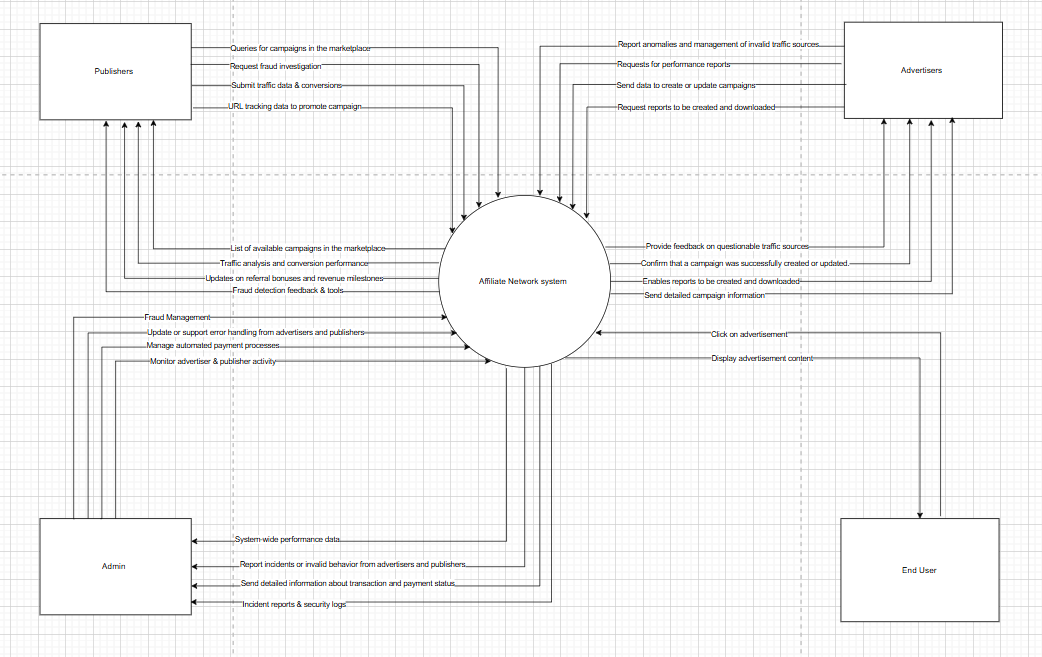 Publishers
Queries for campaigns in the marketplace
Request fraud investigation
Submit traffic data & conversions
URL tracking data to promote campaign
Report anomalies and management of invalid traffic sources
Requests for performance reports
Send data to create or update campaigns
Request reports to be created and downloaded
Advertisers
List of available campaigns in the marketplace
Traffic analysis and conversion performance
Updates on referral bonuses and revenue milestones
Fraud detection feedback & tools
Affiliate Network system
Provide feedback on questionable traffic sources
Confirm that a campaign was successfully created or updated.
Enables reports to be created and downloaded
Send detailed campaign information
Fraud Management
Update or support error handling from advertisers and publishers
Manage automated payment processes
Monitor advertiser & publisher activity
Click on advertisement
Display advertisement content
Admin
System-wide performance data
Report incidents or invalid behavior from advertisers and publishers
Send detailed information about transaction and payment status
Incident reports & security logs
End User